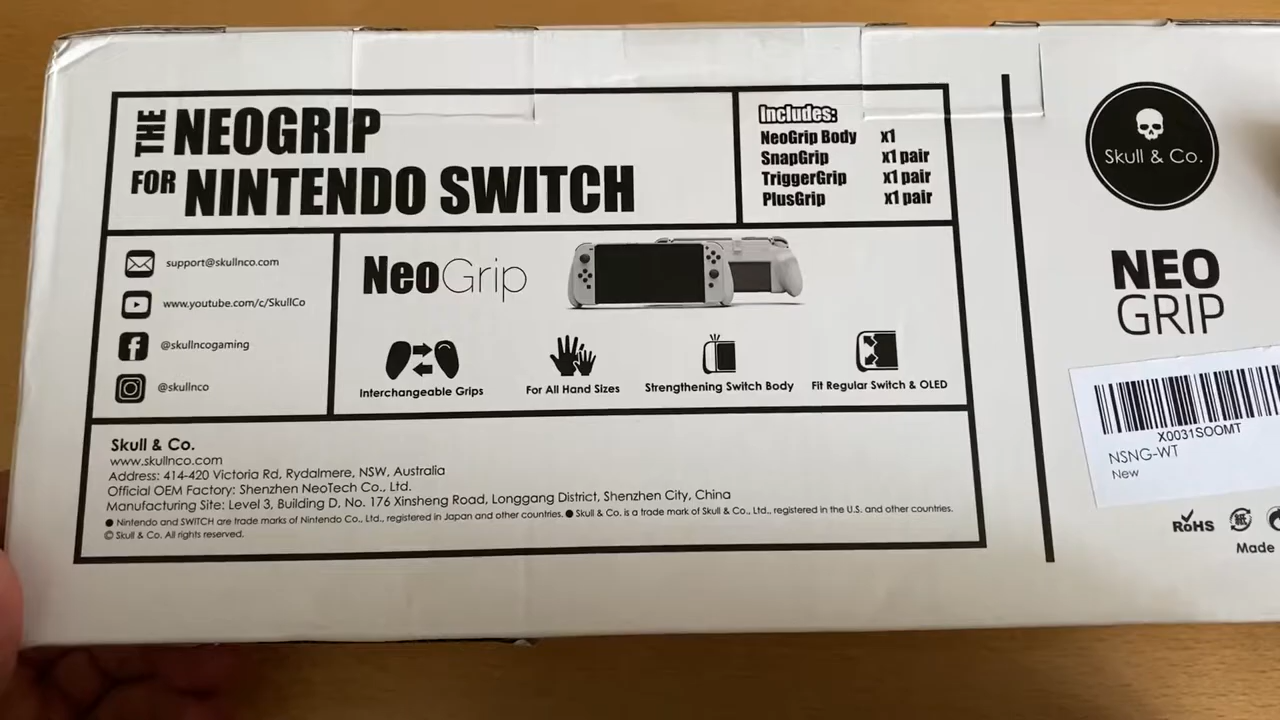 THE NEOGRIP
FOR NINTENDO SWITCH
Includes:
NeoGrip Body x1
SnapGrip x1 pair
TriggerGrip x1 pair
PlusGrip x1 pair
support@skullnco.com
www.youtube.com/c/SkullCo
@skullncogaming
@skullnco
NeoGrip
Interchangeable Grips
For All Hand Sizes
Strengthening Switch Body
Fit Regular Switch & OLED
Skull & Co.
www.skullnco.com
Address: 414-420 Victoria Rd, Rydalmere, NSW, Australia
Official OEM Factory: Shenzhen NeoTech Co., Ltd.
Manufacturing Site: Level 3, Building D, No. 176 Xinsheng Road, Longgang District, Shenzhen City, China
● Nintendo and SWITCH are trade marks of Nintendo Co., Ltd., registered in Japan and other countries. ● Skull & Co. is a trade mark of Skull & Co., Ltd., registered in the U.S. and other countries.
© Skull & Co. All rights reserved.
Skull & Co.
NEO
GRIP
X0031SOOMT
NSNG-WT
New
RoHS 紙
Made